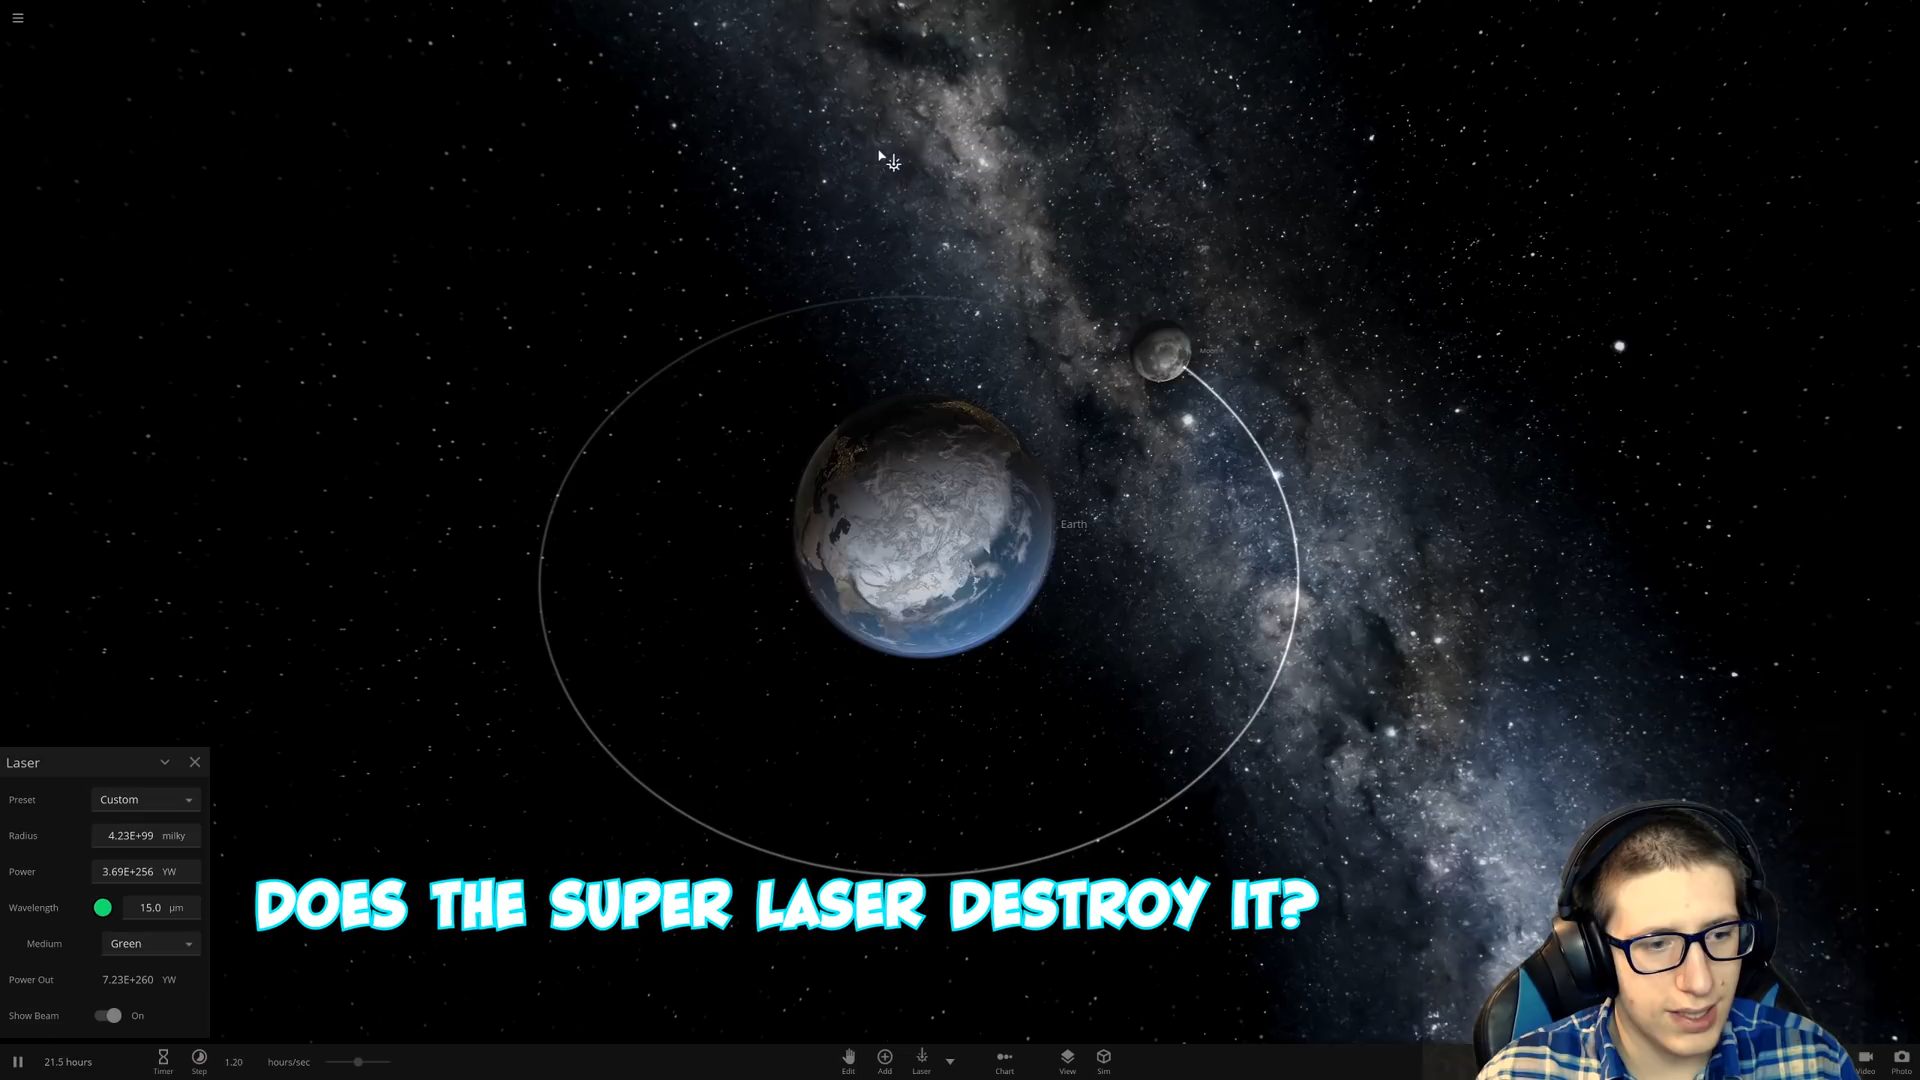 Moon
Earth
Laser
Preset Custom
Radius 4.23E+99 milky
Power 3.69E+256 YW
Wavelength 15.0 µm
Medium Green
Power Out 7.23E+260 YW
Show Beam On
DOES THE SUPER LASER DESTROY IT?
21.5 hours
Timer
Step
1.20 hours/sec
Edit
Add
Laser
Chart
View
Sim
Video
Photo